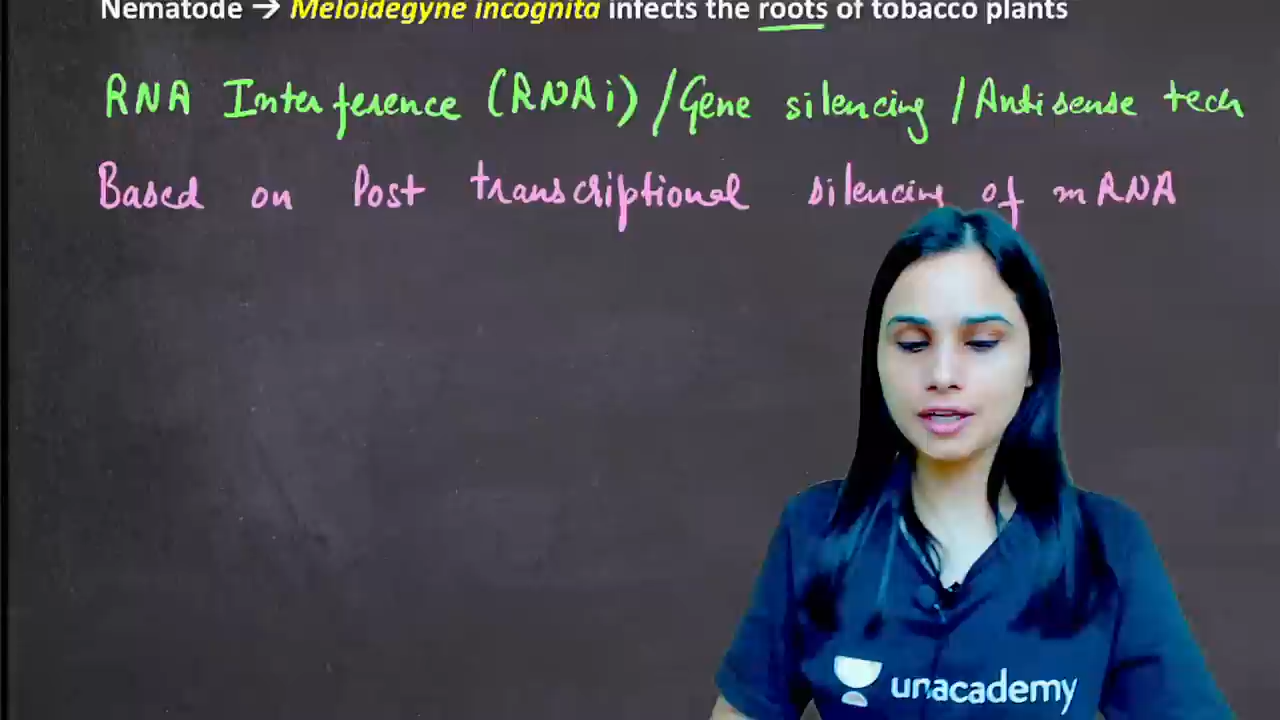 Nematode → Meloidegyne incognita infects the roots of tobacco plants
RNA Interference (RNAi) / Gene silencing / Antisense tech
Based on Post transcriptional silencing of mRNA
unacademy